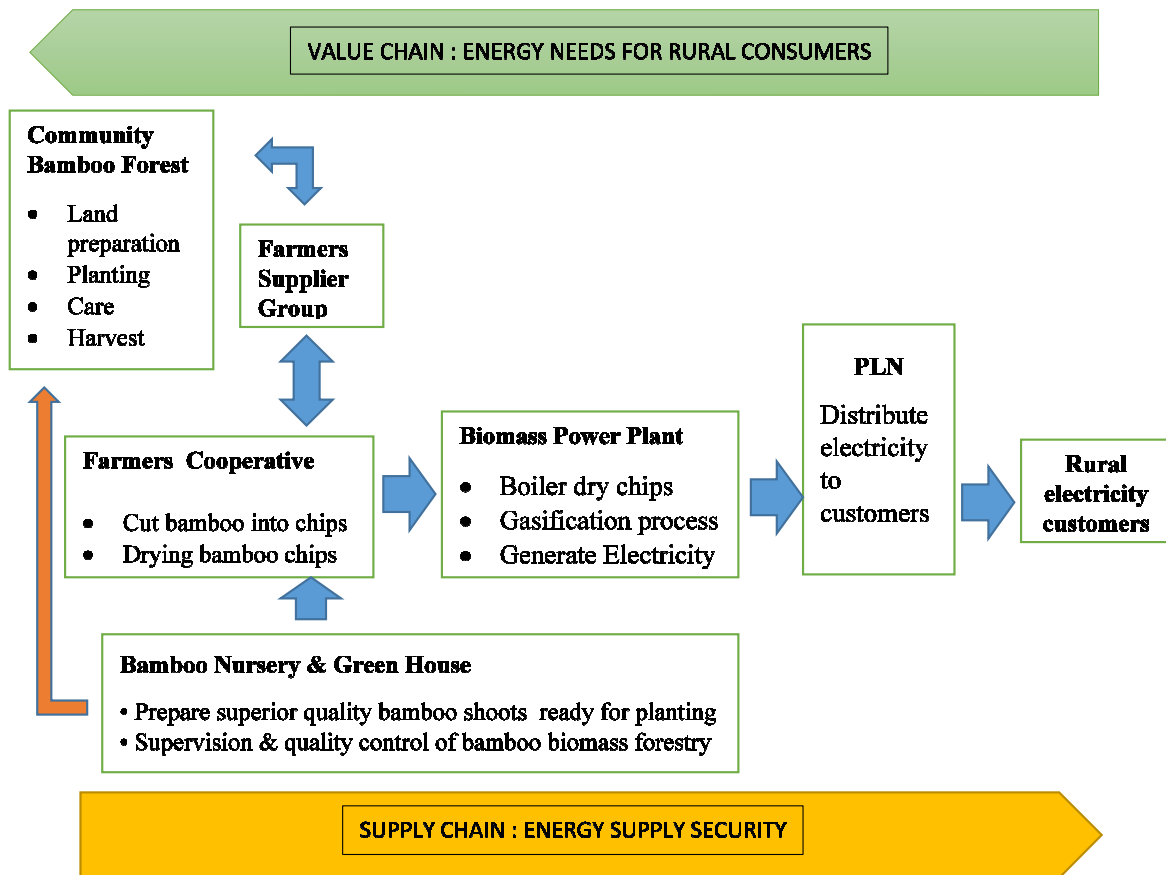 VALUE CHAIN : ENERGY NEEDS FOR RURAL CONSUMERS
Community
Bamboo Forest
• Land
preparation
• Planting
• Care
• Harvest
Farmers
Supplier
Group
Farmers Cooperative
• Cut bamboo into chips
• Drying bamboo chips
Biomass Power Plant
• Boiler dry chips
• Gasification process
• Generate Electricity
PLN
Distribute
electricity
to
customers
Rural
electricity
customers
Bamboo Nursery & Green House
• Prepare superior quality bamboo shoots ready for planting
• Supervision & quality control of bamboo biomass forestry
SUPPLY CHAIN : ENERGY SUPPLY SECURITY